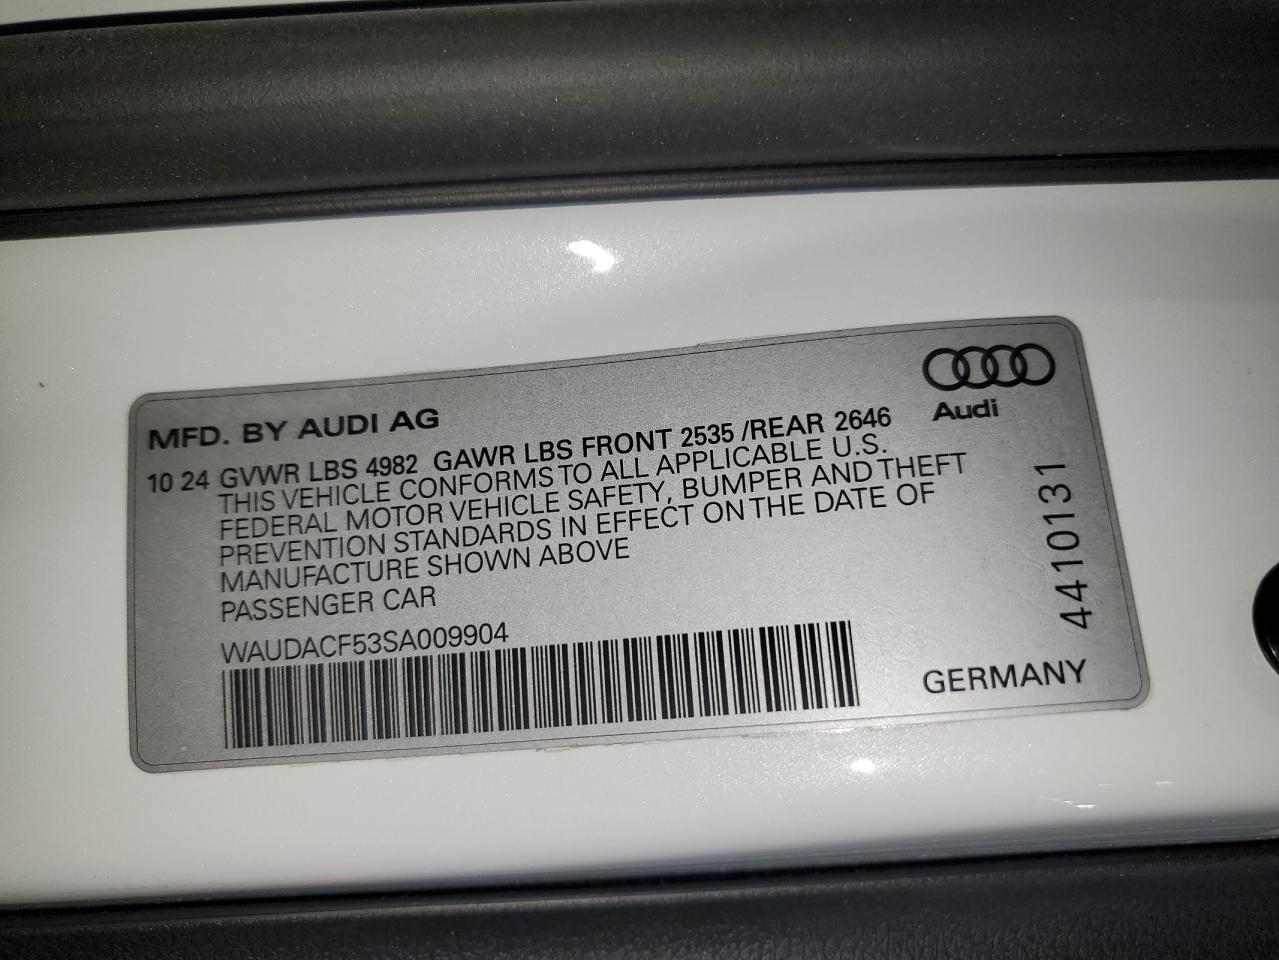 MFD. BY AUDI AG
Audi
10 24 GVWR LBS 4982 GAWR LBS FRONT 2535 /REAR 2646
THIS VEHICLE CONFORMS TO ALL APPLICABLE U.S.
FEDERAL MOTOR VEHICLE SAFETY, BUMPER AND THEFT
PREVENTION STANDARDS IN EFFECT ON THE DATE OF
MANUFACTURE SHOWN ABOVE
PASSENGER CAR
WAUDACF53SA009904
4410131
GERMANY